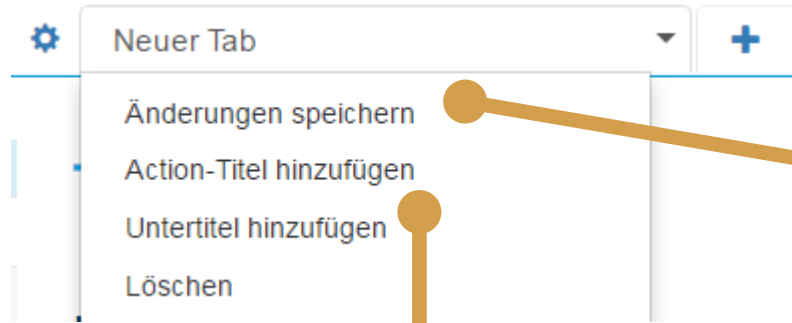 Neuer Tab
Änderungen speichern
Action-Titel hinzufügen
Untertitel hinzufügen
Löschen